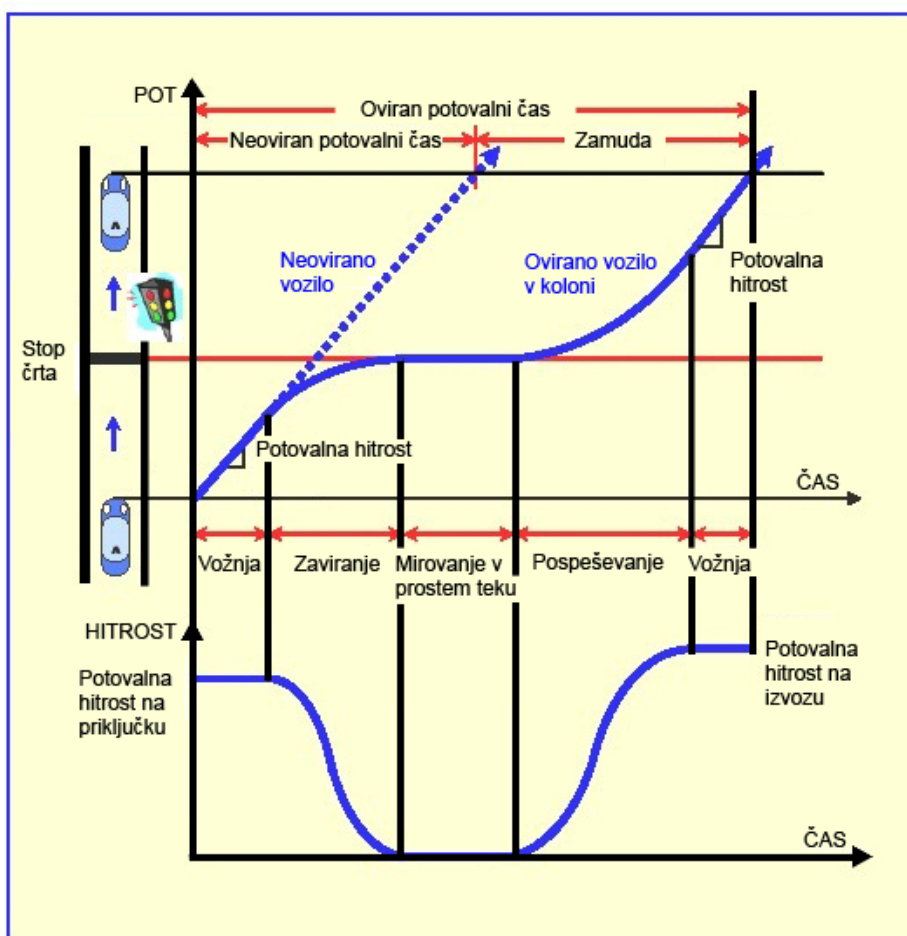 POT
Oviran potovalni čas
Neoviran potovalni čas
Zamuda
Neovirano
vozilo
Ovirano vozilo
v koloni
Potovalna
hitrost
Stop
črta
Potovalna hitrost
ČAS
Vožnja
Zaviranje
Mirovanje v
prostem teku
Pospeševanje
Vožnja
HITROST
Potovalna
hitrost na
priključku
Potovalna
hitrost na
izvozu
ČAS